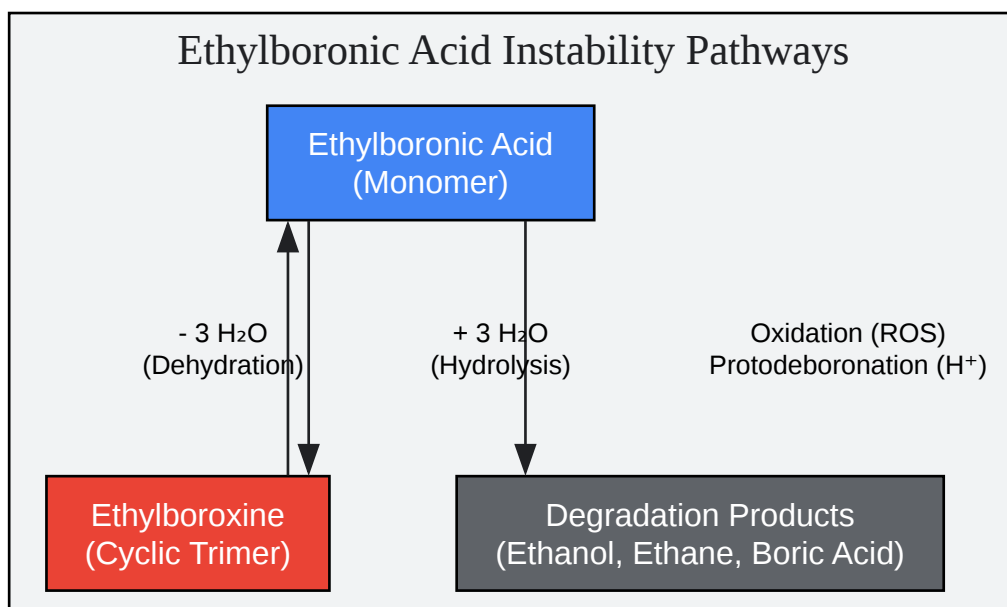 Ethylboronic Acid Instability Pathways
Ethylboronic Acid
(Monomer)
- 3 H₂O
(Dehydration)
+ 3 H₂O
(Hydrolysis)
Oxidation (ROS)
Protodeboronation (H⁺)
Ethylboroxine
(Cyclic Trimer)
Degradation Products
(Ethanol, Ethane, Boric Acid)